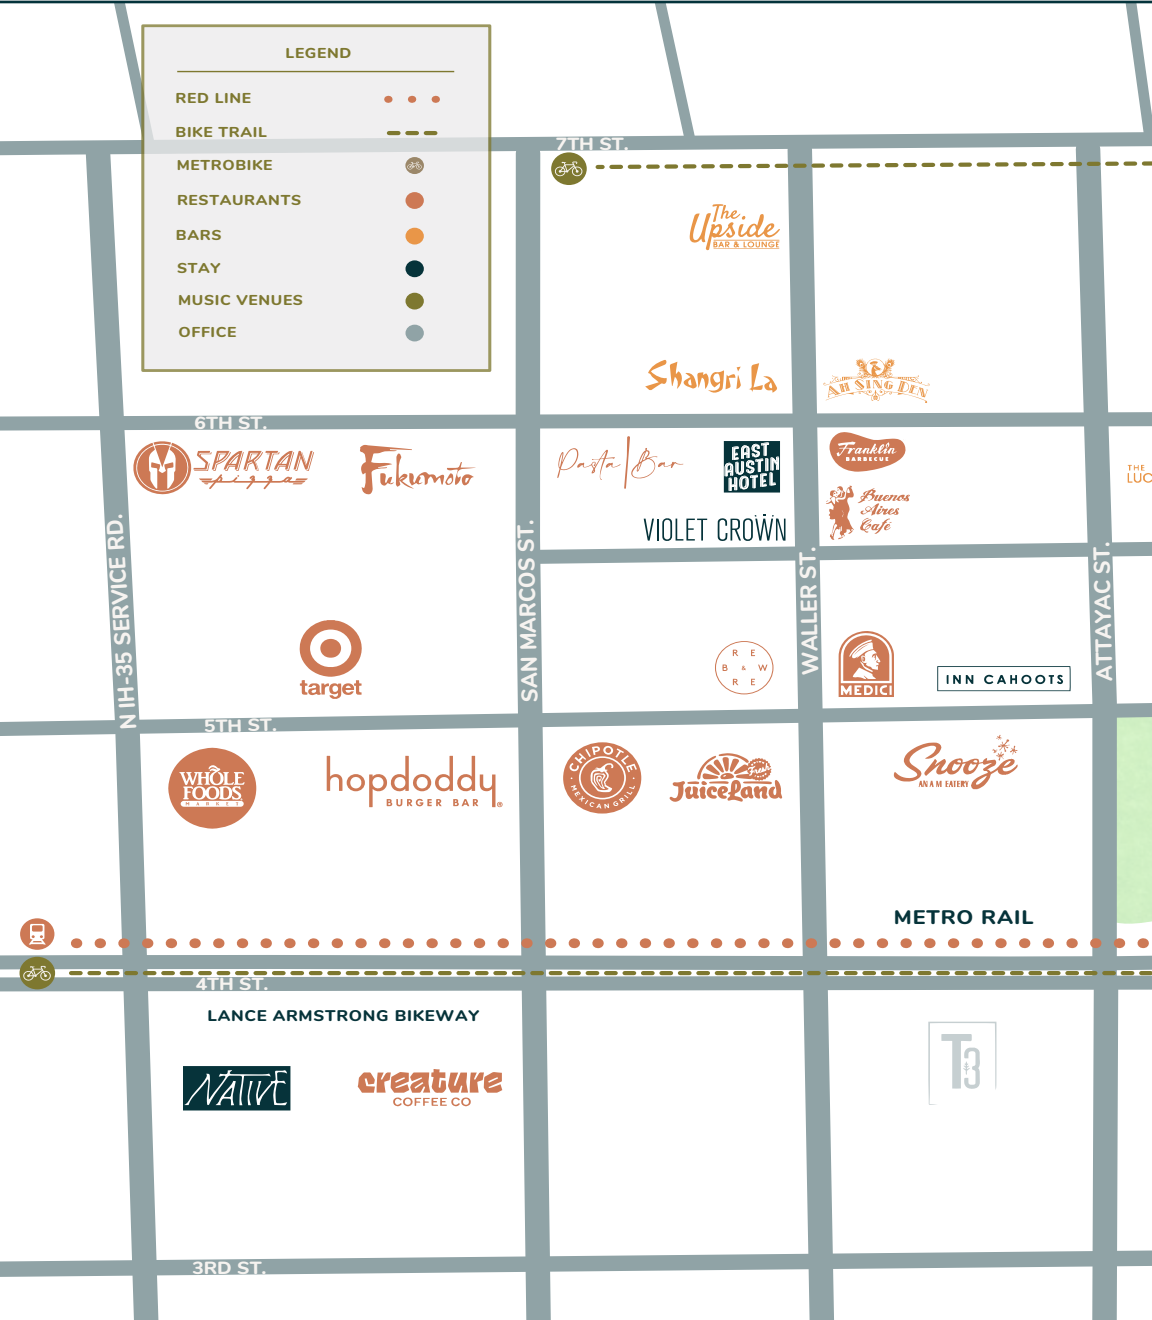 LEGEND
RED LINE
BIKE TRAIL
METROBIKE
RESTAURANTS
BARS
STAY
MUSIC VENUES
OFFICE
7TH ST.
The
Upside
BAR & LOUNGE
Shangri La
AH SING DEN
6TH ST.
SPARTAN
pizza
Fukumoto
Pasta|Bar
EAST
AUSTIN
HOTEL
Franklin
BARBECUE
THE
LUC
Buenos
Aires
Café
VIOLET CROWN
N IH-35 SERVICE RD.
SAN MARCOS ST.
WALLER ST.
ATTAYAC ST.
target
RE
B & W
RE
MEDICI
INN CAHOOTS
5TH ST.
WHOLE
FOODS
MARKET
hopdoddy
BURGER BAR®
CHIPOTLE
MEXICAN GRILL
Fresh
JuiceLand
Snooze
AN A.M. EATERY
METRO RAIL
4TH ST.
LANCE ARMSTRONG BIKEWAY
NATIVE
creature
COFFEE CO
T3
3RD ST.